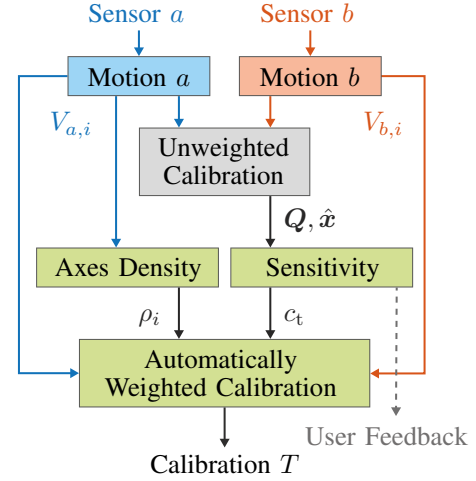 Sensor a Sensor b
Motion a Motion b
V_{a,i} V_{b,i}
Unweighted
Calibration
Q, x̂
Axes Density Sensitivity
ρ_i c_t
Automatically
Weighted Calibration
User Feedback
Calibration T